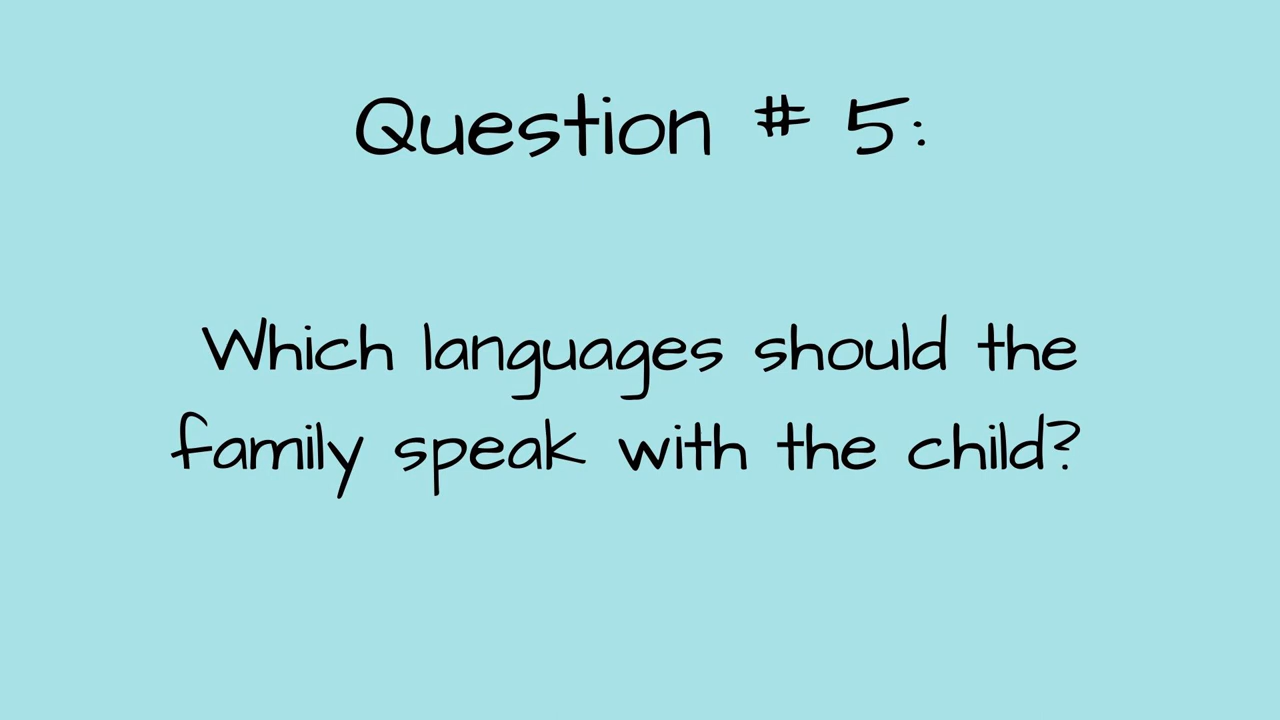 Question # 5:
Which languages should the
family speak with the child?